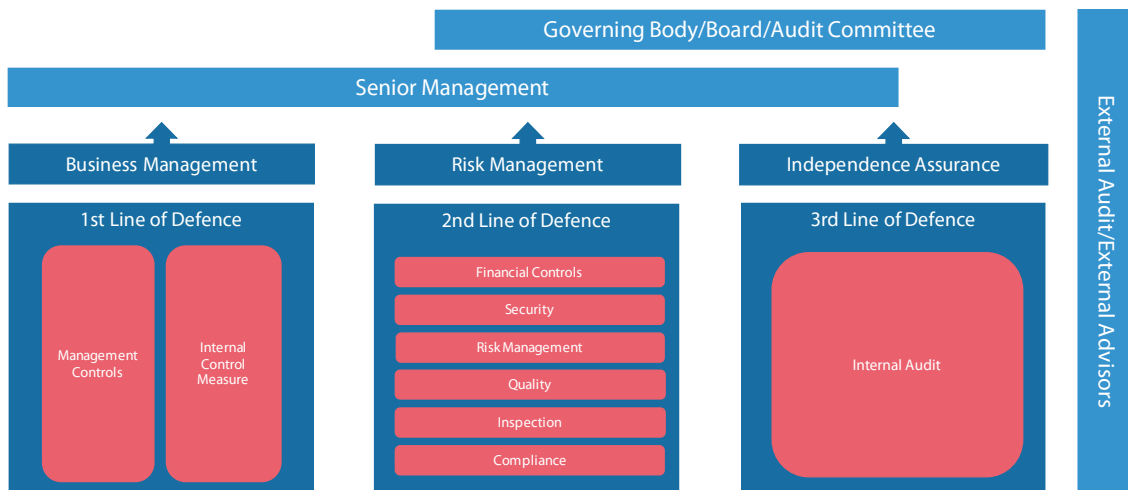 Governing Body/Board/Audit Committee
Senior Management
Business Management
Risk Management
Independence Assurance
1st Line of Defence
Management
Controls
Internal
Control
Measure
2nd Line of Defence
Financial Controls
Security
Risk Management
Quality
Inspection
Compliance
3rd Line of Defence
Internal Audit
External Audit/External Advisors